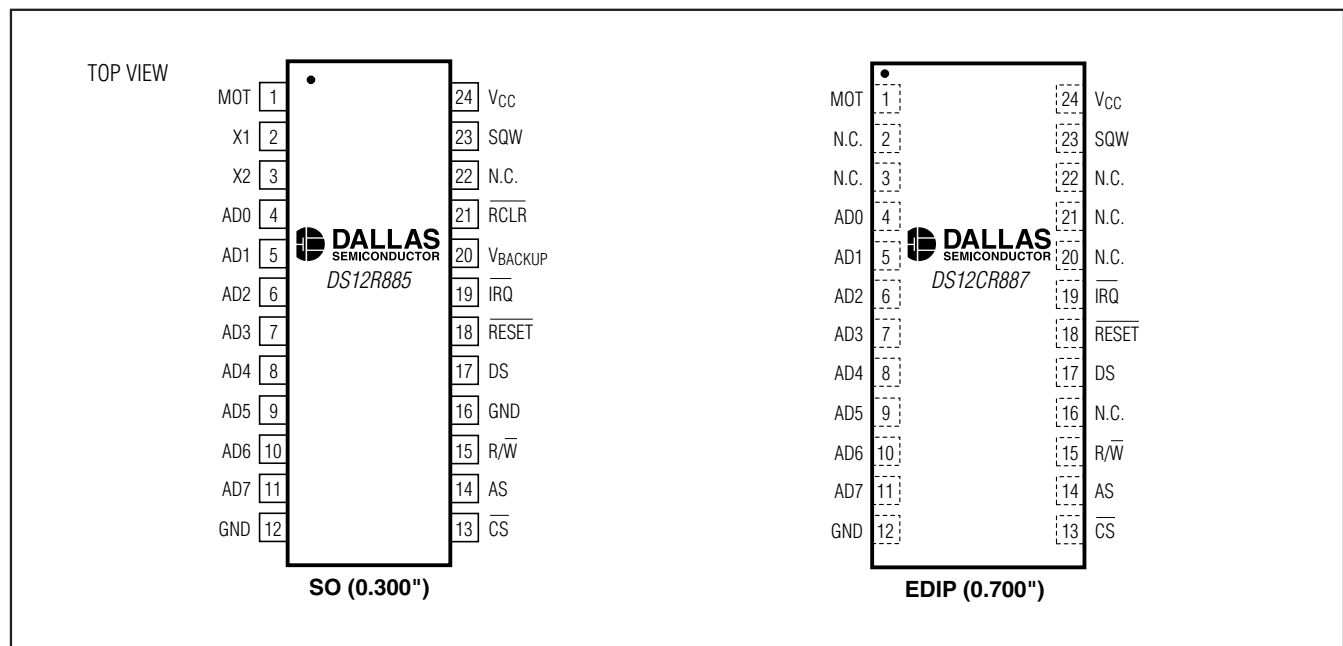 TOP VIEW
MOT 1 24 VCC
X1 2 23 SQW
X2 3 22 N.C.
AD0 4 21 RCLR
AD1 5 20 VBACKUP
AD2 6 19 IRQ
AD3 7 18 RESET
AD4 8 17 DS
AD5 9 16 GND
AD6 10 15 R/W
AD7 11 14 AS
GND 12 13 CS
DALLAS
SEMICONDUCTOR
DS12R885
SO (0.300")
MOT 1 24 VCC
N.C. 2 23 SQW
N.C. 3 22 N.C.
AD0 4 21 N.C.
AD1 5 20 N.C.
AD2 6 19 IRQ
AD3 7 18 RESET
AD4 8 17 DS
AD5 9 16 N.C.
AD6 10 15 R/W
AD7 11 14 AS
GND 12 13 CS
DALLAS
SEMICONDUCTOR
DS12CR887
EDIP (0.700")